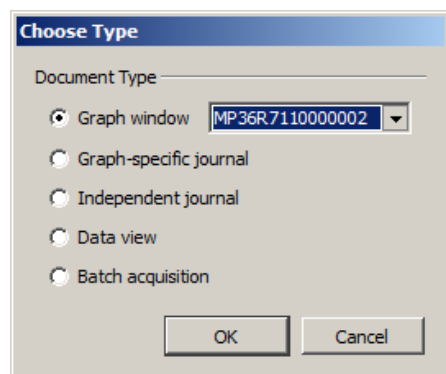 Choose Type
Document Type
Graph window MP36R7110000002
Graph-specific journal
Independent journal
Data view
Batch acquisition
OK Cancel